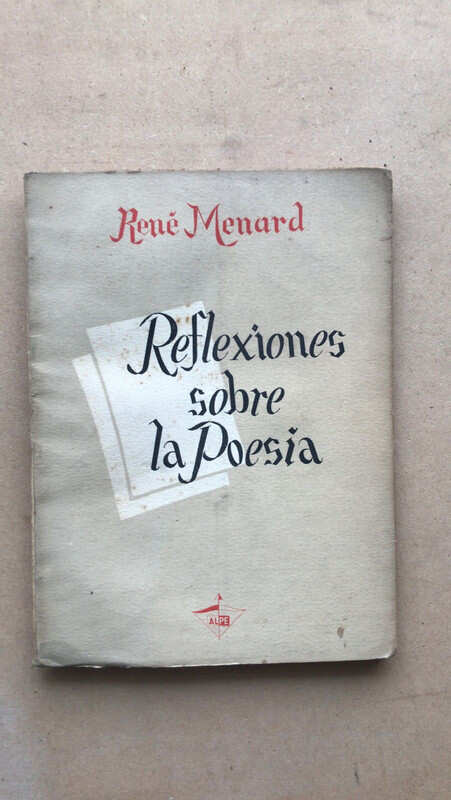 René Menard
Reflexiones
sobre
la Poesia
ALPE